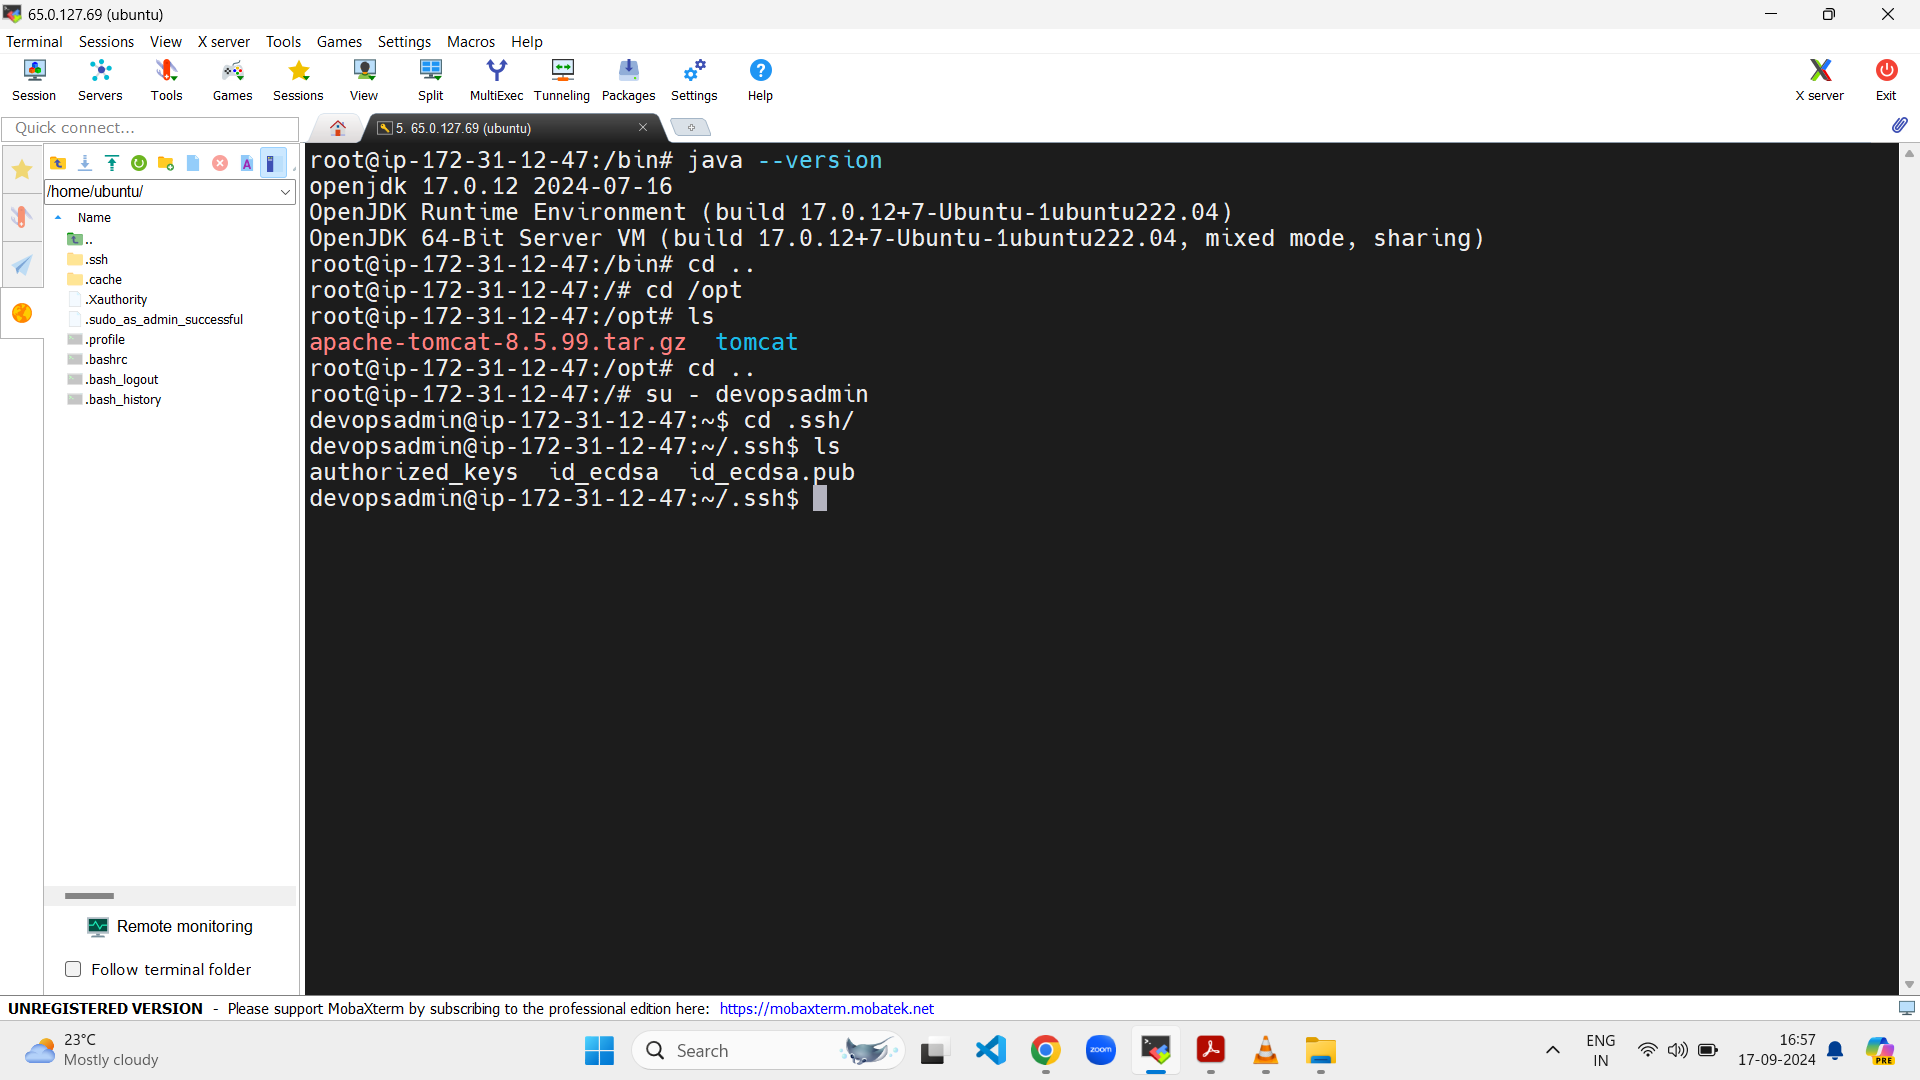 65.0.127.69 (ubuntu)
Terminal Sessions View X server Tools Games Settings Macros Help
Session Servers Tools Games Sessions View Split MultiExec Tunneling Packages Settings Help X server Exit
Quick connect...
5. 65.0.127.69 (ubuntu)
/home/ubuntu/
Name
..
.ssh
.cache
.Xauthority
.sudo_as_admin_successful
.profile
.bashrc
.bash_logout
.bash_history
Remote monitoring
Follow terminal folder
root@ip-172-31-12-47:/bin# java --version
openjdk 17.0.12 2024-07-16
OpenJDK Runtime Environment (build 17.0.12+7-Ubuntu-1ubuntu222.04)
OpenJDK 64-Bit Server VM (build 17.0.12+7-Ubuntu-1ubuntu222.04, mixed mode, sharing)
root@ip-172-31-12-47:/bin# cd ..
root@ip-172-31-12-47:/# cd /opt
root@ip-172-31-12-47:/opt# ls
apache-tomcat-8.5.99.tar.gz tomcat
root@ip-172-31-12-47:/opt# cd ..
root@ip-172-31-12-47:/# su - devopsadmin
devopsadmin@ip-172-31-12-47:~$ cd .ssh/
devopsadmin@ip-172-31-12-47:~/.ssh$ ls
authorized_keys id_ecdsa id_ecdsa.pub
devopsadmin@ip-172-31-12-47:~/.ssh$
UNREGISTERED VERSION - Please support MobaXterm by subscribing to the professional edition here: https://mobaxterm.mobatek.net
23°C
Mostly cloudy
Search
zoom
ENG
IN
16:57
17-09-2024
PRE